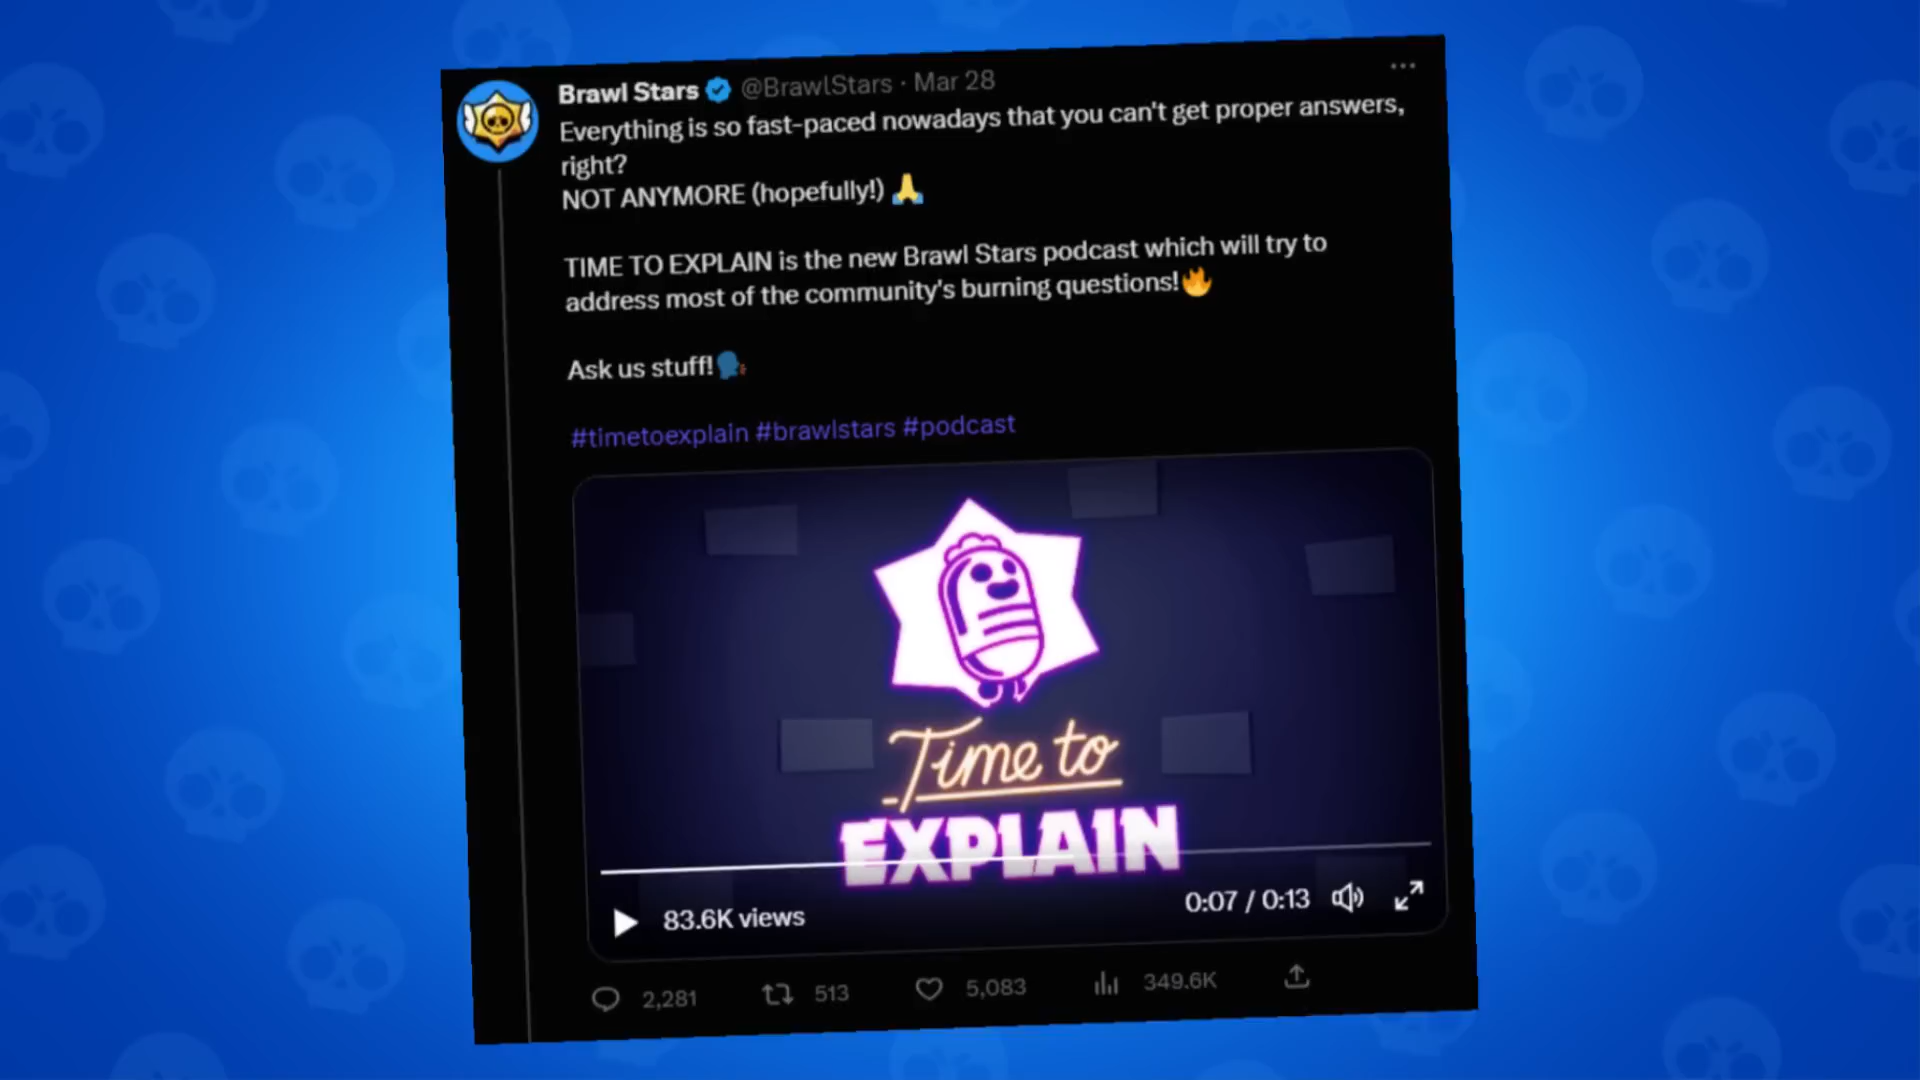 Brawl Stars @BrawlStars · Mar 28
Everything is so fast-paced nowadays that you can't get proper answers,
right?
NOT ANYMORE (hopefully!) 🙏
TIME TO EXPLAIN is the new Brawl Stars podcast which will try to
address most of the community's burning questions!🔥
Ask us stuff!🗣️
#timetoexplain #brawlstars #podcast
Time to
EXPLAIN
83.6K views
0:07 / 0:13
2,281 513 5,083 349.6K